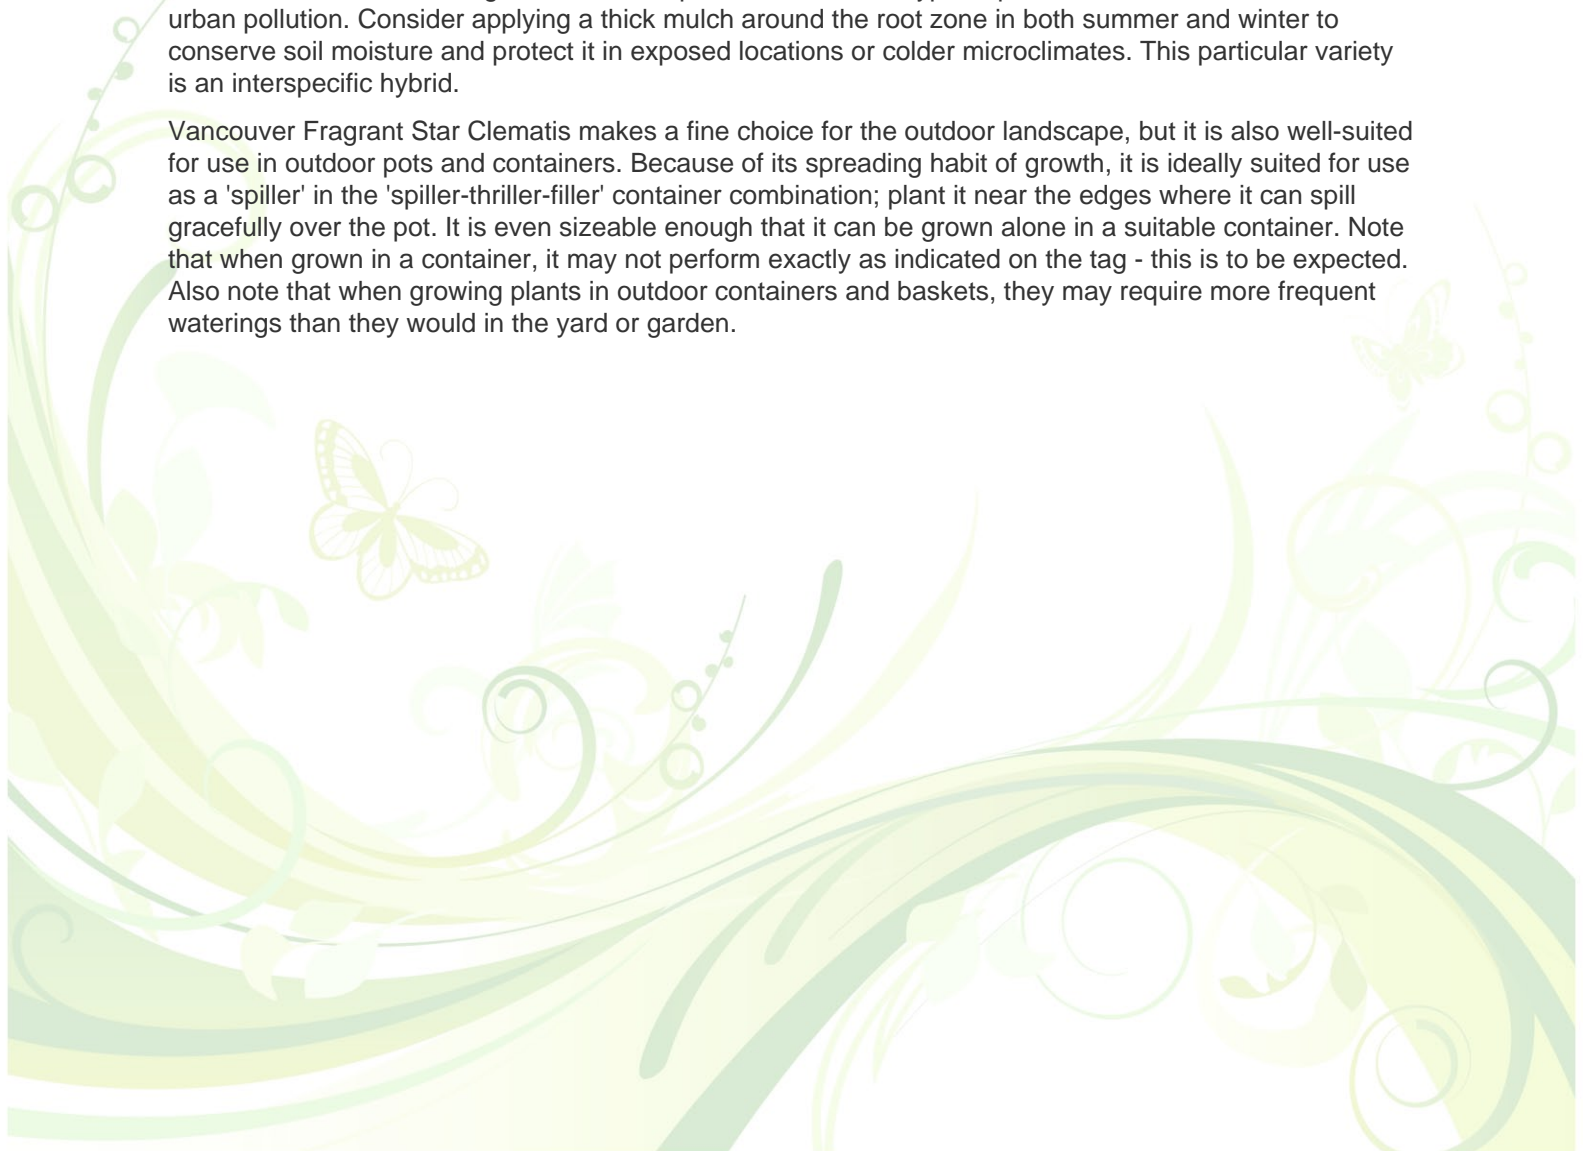 urban pollution. Consider applying a thick mulch around the root zone in both summer and winter to
conserve soil moisture and protect it in exposed locations or colder microclimates. This particular variety
is an interspecific hybrid.
Vancouver Fragrant Star Clematis makes a fine choice for the outdoor landscape, but it is also well-suited
for use in outdoor pots and containers. Because of its spreading habit of growth, it is ideally suited for use
as a 'spiller' in the 'spiller-thriller-filler' container combination; plant it near the edges where it can spill
gracefully over the pot. It is even sizeable enough that it can be grown alone in a suitable container. Note
that when grown in a container, it may not perform exactly as indicated on the tag - this is to be expected.
Also note that when growing plants in outdoor containers and baskets, they may require more frequent
waterings than they would in the yard or garden.